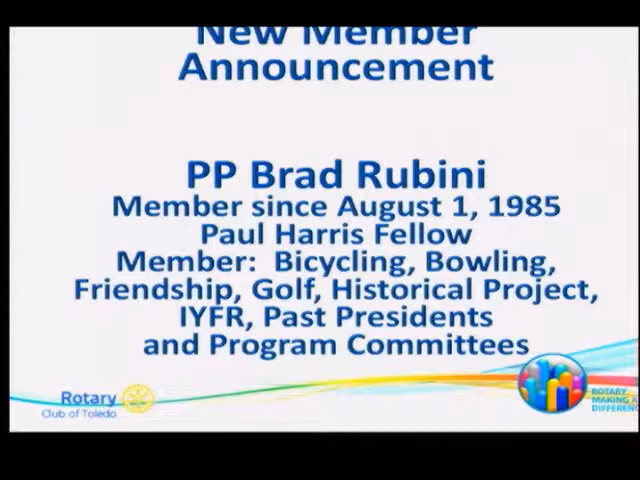 New Member
Announcement
PP Brad Rubini
Member since August 1, 1985
Paul Harris Fellow
Member: Bicycling, Bowling,
Friendship, Golf, Historical Project,
IYFR, Past Presidents
and Program Committees
Rotary
Club of Toledo
ROTARY
MAKING A
DIFFERENC